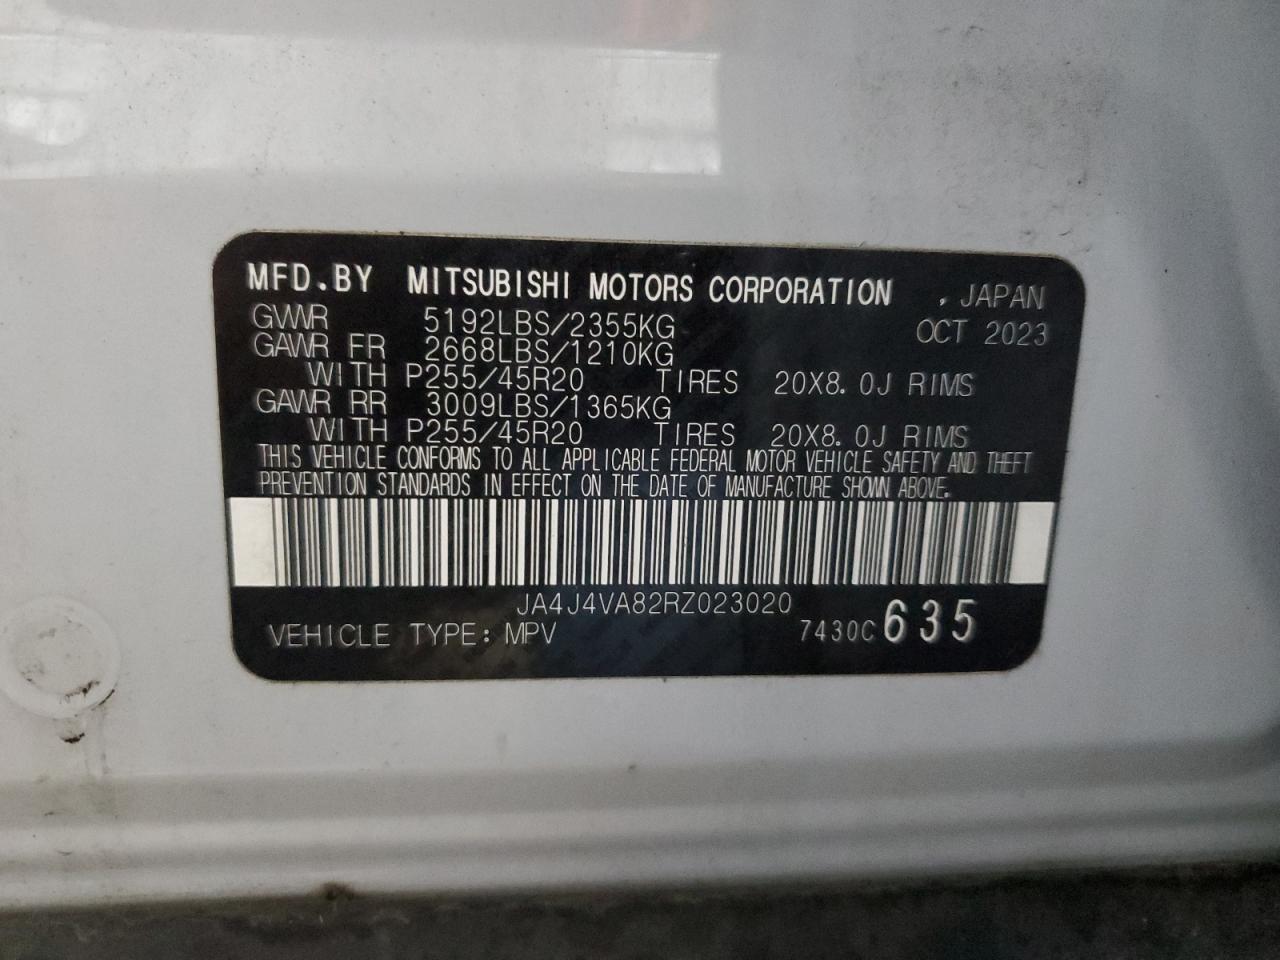 MFD.BY MITSUBISHI MOTORS CORPORATION , JAPAN
GVWR 5192LBS/2355KG OCT 2023
GAWR FR 2668LBS/1210KG
WITH P255/45R20 TIRES 20X8.0J RIMS
GAWR RR 3009LBS/1365KG
WITH P255/45R20 TIRES 20X8.0J RIMS
THIS VEHICLE CONFORMS TO ALL APPLICABLE FEDERAL MOTOR VEHICLE SAFETY AND THEFT
PREVENTION STANDARDS IN EFFECT ON THE DATE OF MANUFACTURE SHOWN ABOVE.
JA4J4VA82RZ023020
VEHICLE TYPE: MPV 7430C 635